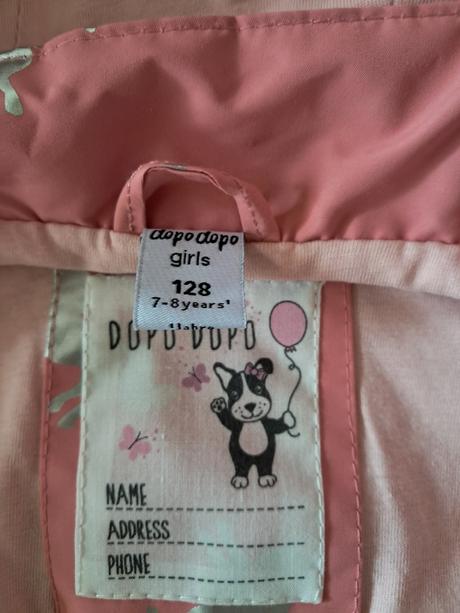 dopo dopo
girls
128
7-8 years'
DOPO DOPO
NAME
ADDRESS
PHONE